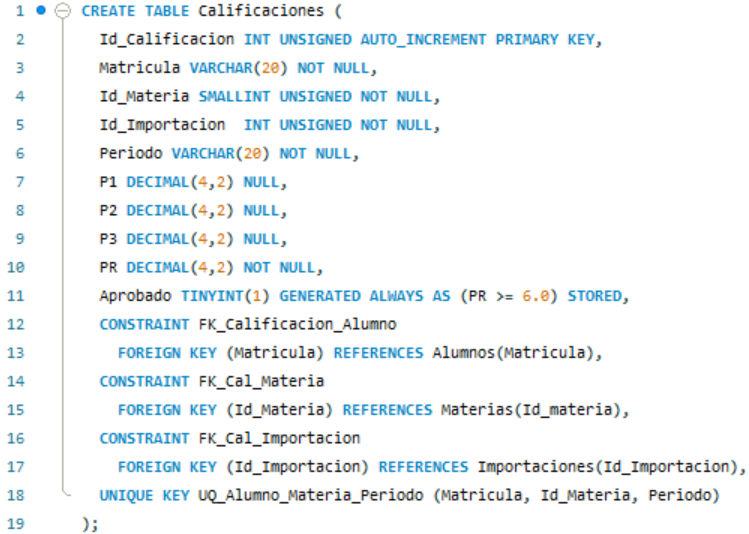 1 CREATE TABLE Calificaciones (
2 Id_Calificacion INT UNSIGNED AUTO_INCREMENT PRIMARY KEY,
3 Matricula VARCHAR(20) NOT NULL,
4 Id_Materia SMALLINT UNSIGNED NOT NULL,
5 Id_Importacion  INT UNSIGNED NOT NULL,
6 Periodo VARCHAR(20) NOT NULL,
7 P1 DECIMAL(4,2) NULL,
8 P2 DECIMAL(4,2) NULL,
9 P3 DECIMAL(4,2) NULL,
10 PR DECIMAL(4,2) NOT NULL,
11 Aprobado TINYINT(1) GENERATED ALWAYS AS (PR >= 6.0) STORED,
12 CONSTRAINT FK_Calificacion_Alumno
13 FOREIGN KEY (Matricula) REFERENCES Alumnos(Matricula),
14 CONSTRAINT FK_Cal_Materia
15 FOREIGN KEY (Id_Materia) REFERENCES Materias(Id_materia),
16 CONSTRAINT FK_Cal_Importacion
17 FOREIGN KEY (Id_Importacion) REFERENCES Importaciones(Id_Importacion),
18 UNIQUE KEY UQ_Alumno_Materia_Periodo (Matricula, Id_Materia, Periodo)
19 );